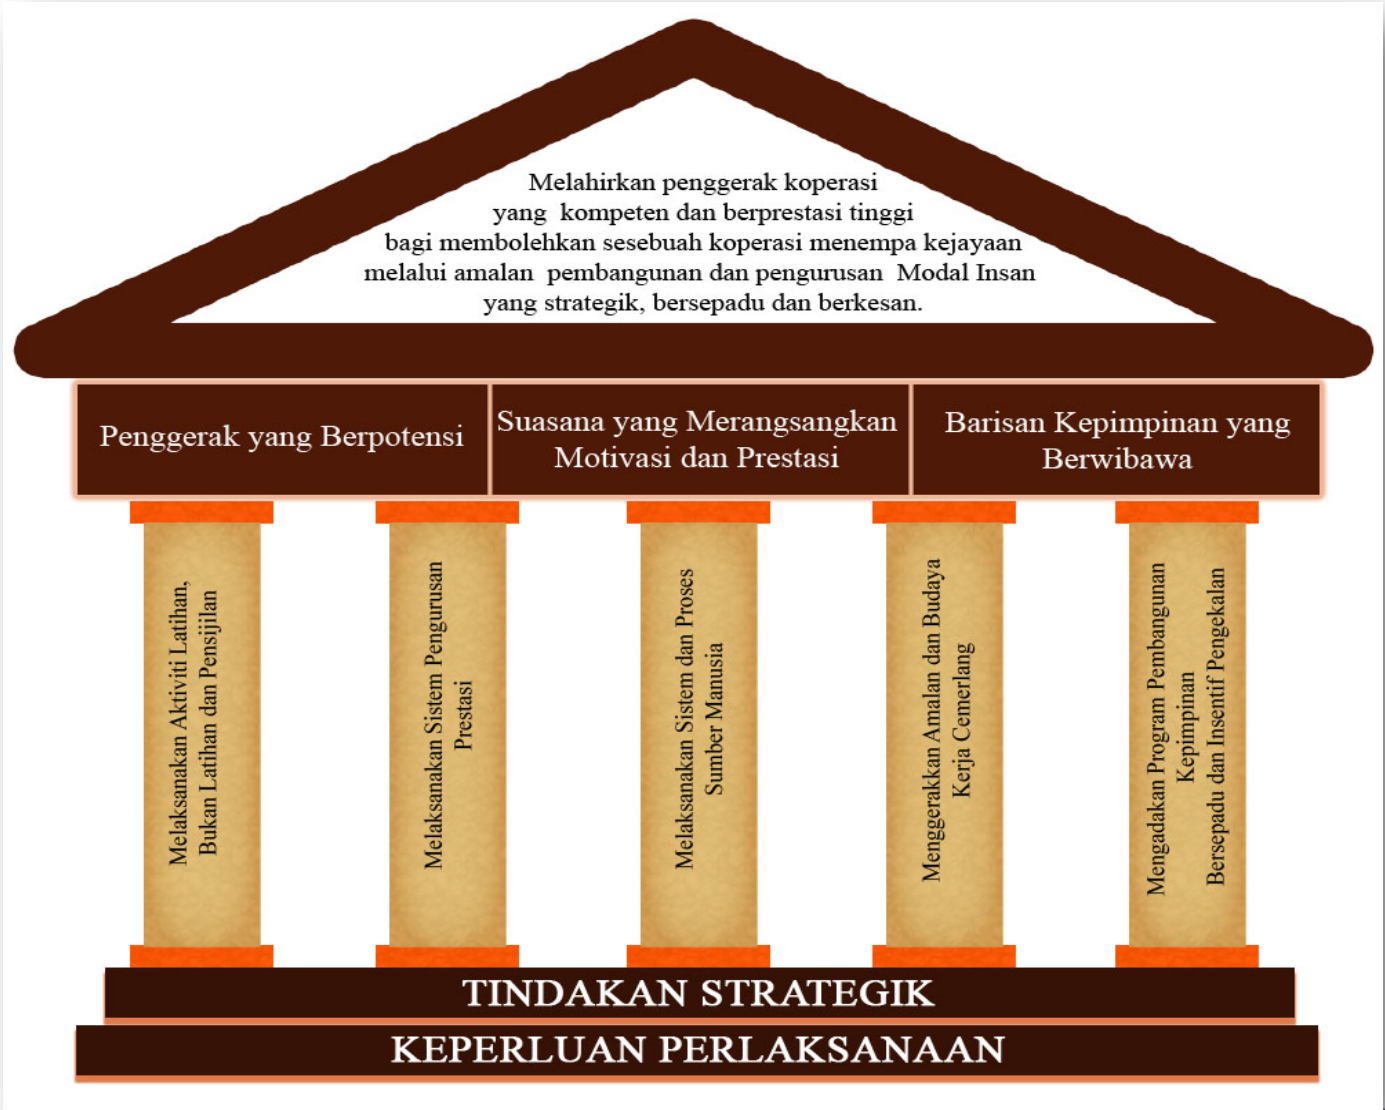 Melahirkan penggerak koperasi
yang kompeten dan berprestasi tinggi
bagi membolehkan sesebuah koperasi menempa kejayaan
melalui amalan pembangunan dan pengurusan Modal Insan
yang strategik, bersepadu dan berkesan.
Penggerak yang Berpotensi
Suasana yang Merangsangkan
Motivasi dan Prestasi
Barisan Kepimpinan yang
Berwibawa
Melaksanakan Aktiviti Latihan,
Bukan Latihan dan Pensijilan
Melaksanakan Sistem Pengurusan
Prestasi
Melaksanakan Sistem dan Proses
Sumber Manusia
Menggerakkan Amalan dan Budaya
Kerja Cemerlang
Mengadakan Program Pembangunan
Kepimpinan
Bersepadu dan Insentif Pengekalan
TINDAKAN STRATEGIK
KEPERLUAN PERLAKSANAAN